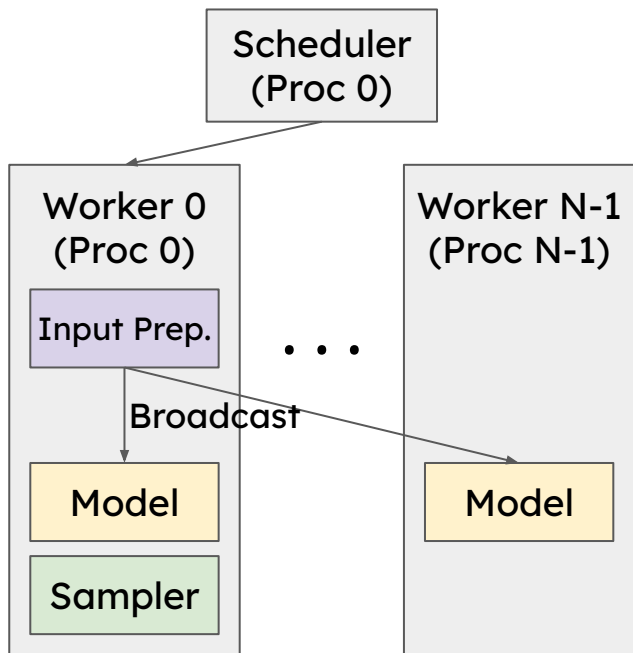 Scheduler
(Proc 0)
Worker 0
(Proc 0)
Worker N-1
(Proc N-1)
Input Prep.
. . .
Broadcast
Model
Model
Sampler